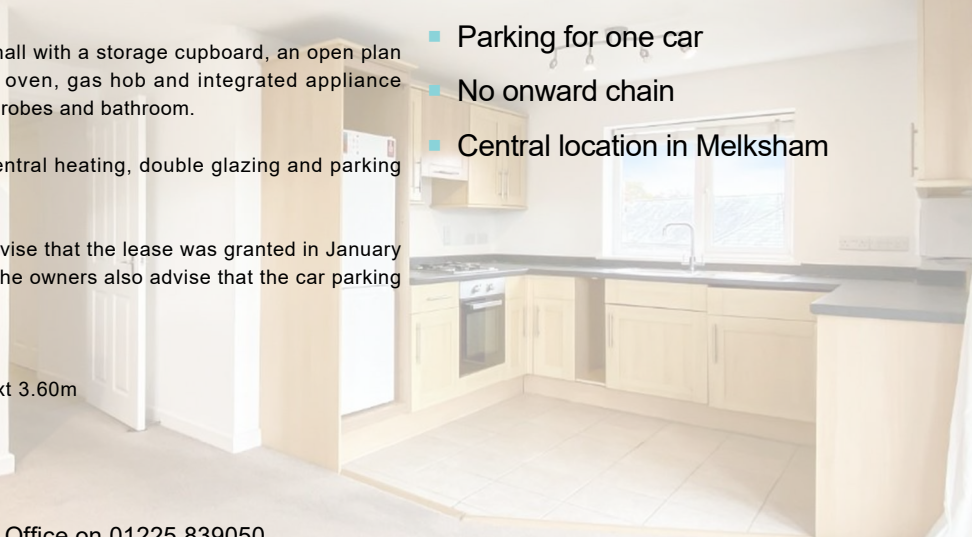 hall with a storage cupboard, an open plan
oven, gas hob and integrated appliance
robes and bathroom.
entral heating, double glazing and parking
vise that the lease was granted in January
he owners also advise that the car parking
xt 3.60m
Office on 01225 839050
Parking for one car
No onward chain
Central location in Melksham